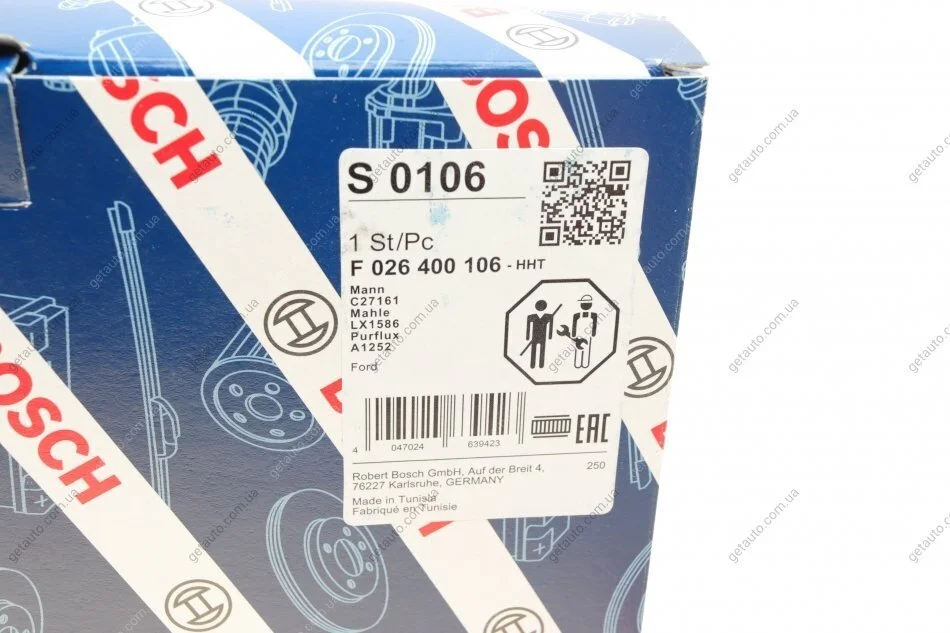 BOSCH
BOSCH
S 0106
1 St/Pc
F 026 400 106 - HHT
Mann
C27161
Mahle
LX1586
Purflux
A1252
Ford
4 047024 639423
EAC
Robert Bosch GmbH, Auf der Breit 4,
76227 Karlsruhe, GERMANY
250
Made in Tunisia
Fabriqué en Tunisie
BOSCH
getauto.com.ua